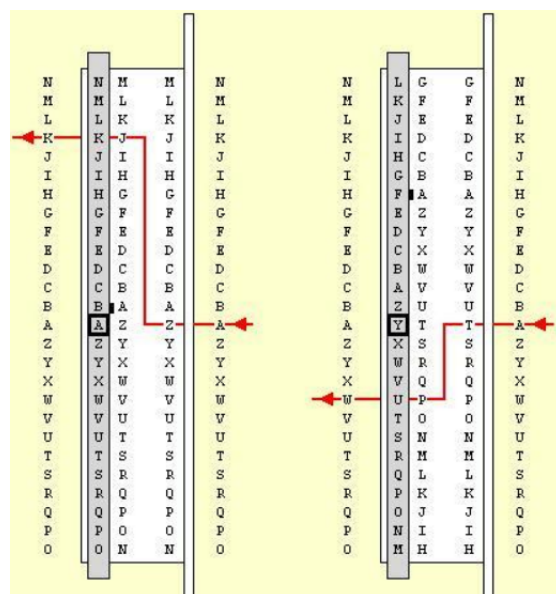 N N M M N N L G G N
M M L L M M K F F M
L L K K L L J E E L
K K J J K K I D D K
J J I I J J H C C J
I I H H I I G B B I
H H G G H H F A A H
G G F F G G E Z Z G
F F E E F F D Y Y F
E E D D E E C X X E
D D C C D D B W W D
C C B B C C A V V C
B B A A B B Z U U B
A A Z Z A A Y T T A
Z Z Y Y Z Z X S S Z
Y Y X X Y Y W R R Y
X X W W X X V Q Q X
W W V V W W U P P W
V V U U V V T O O V
U U T T U U S N N U
T T S S T T R M M T
S S R R S S Q L L S
R R Q Q R R P K K R
Q Q P P Q Q O J J Q
P P O O P P N I I P
O O N N O O M H H O